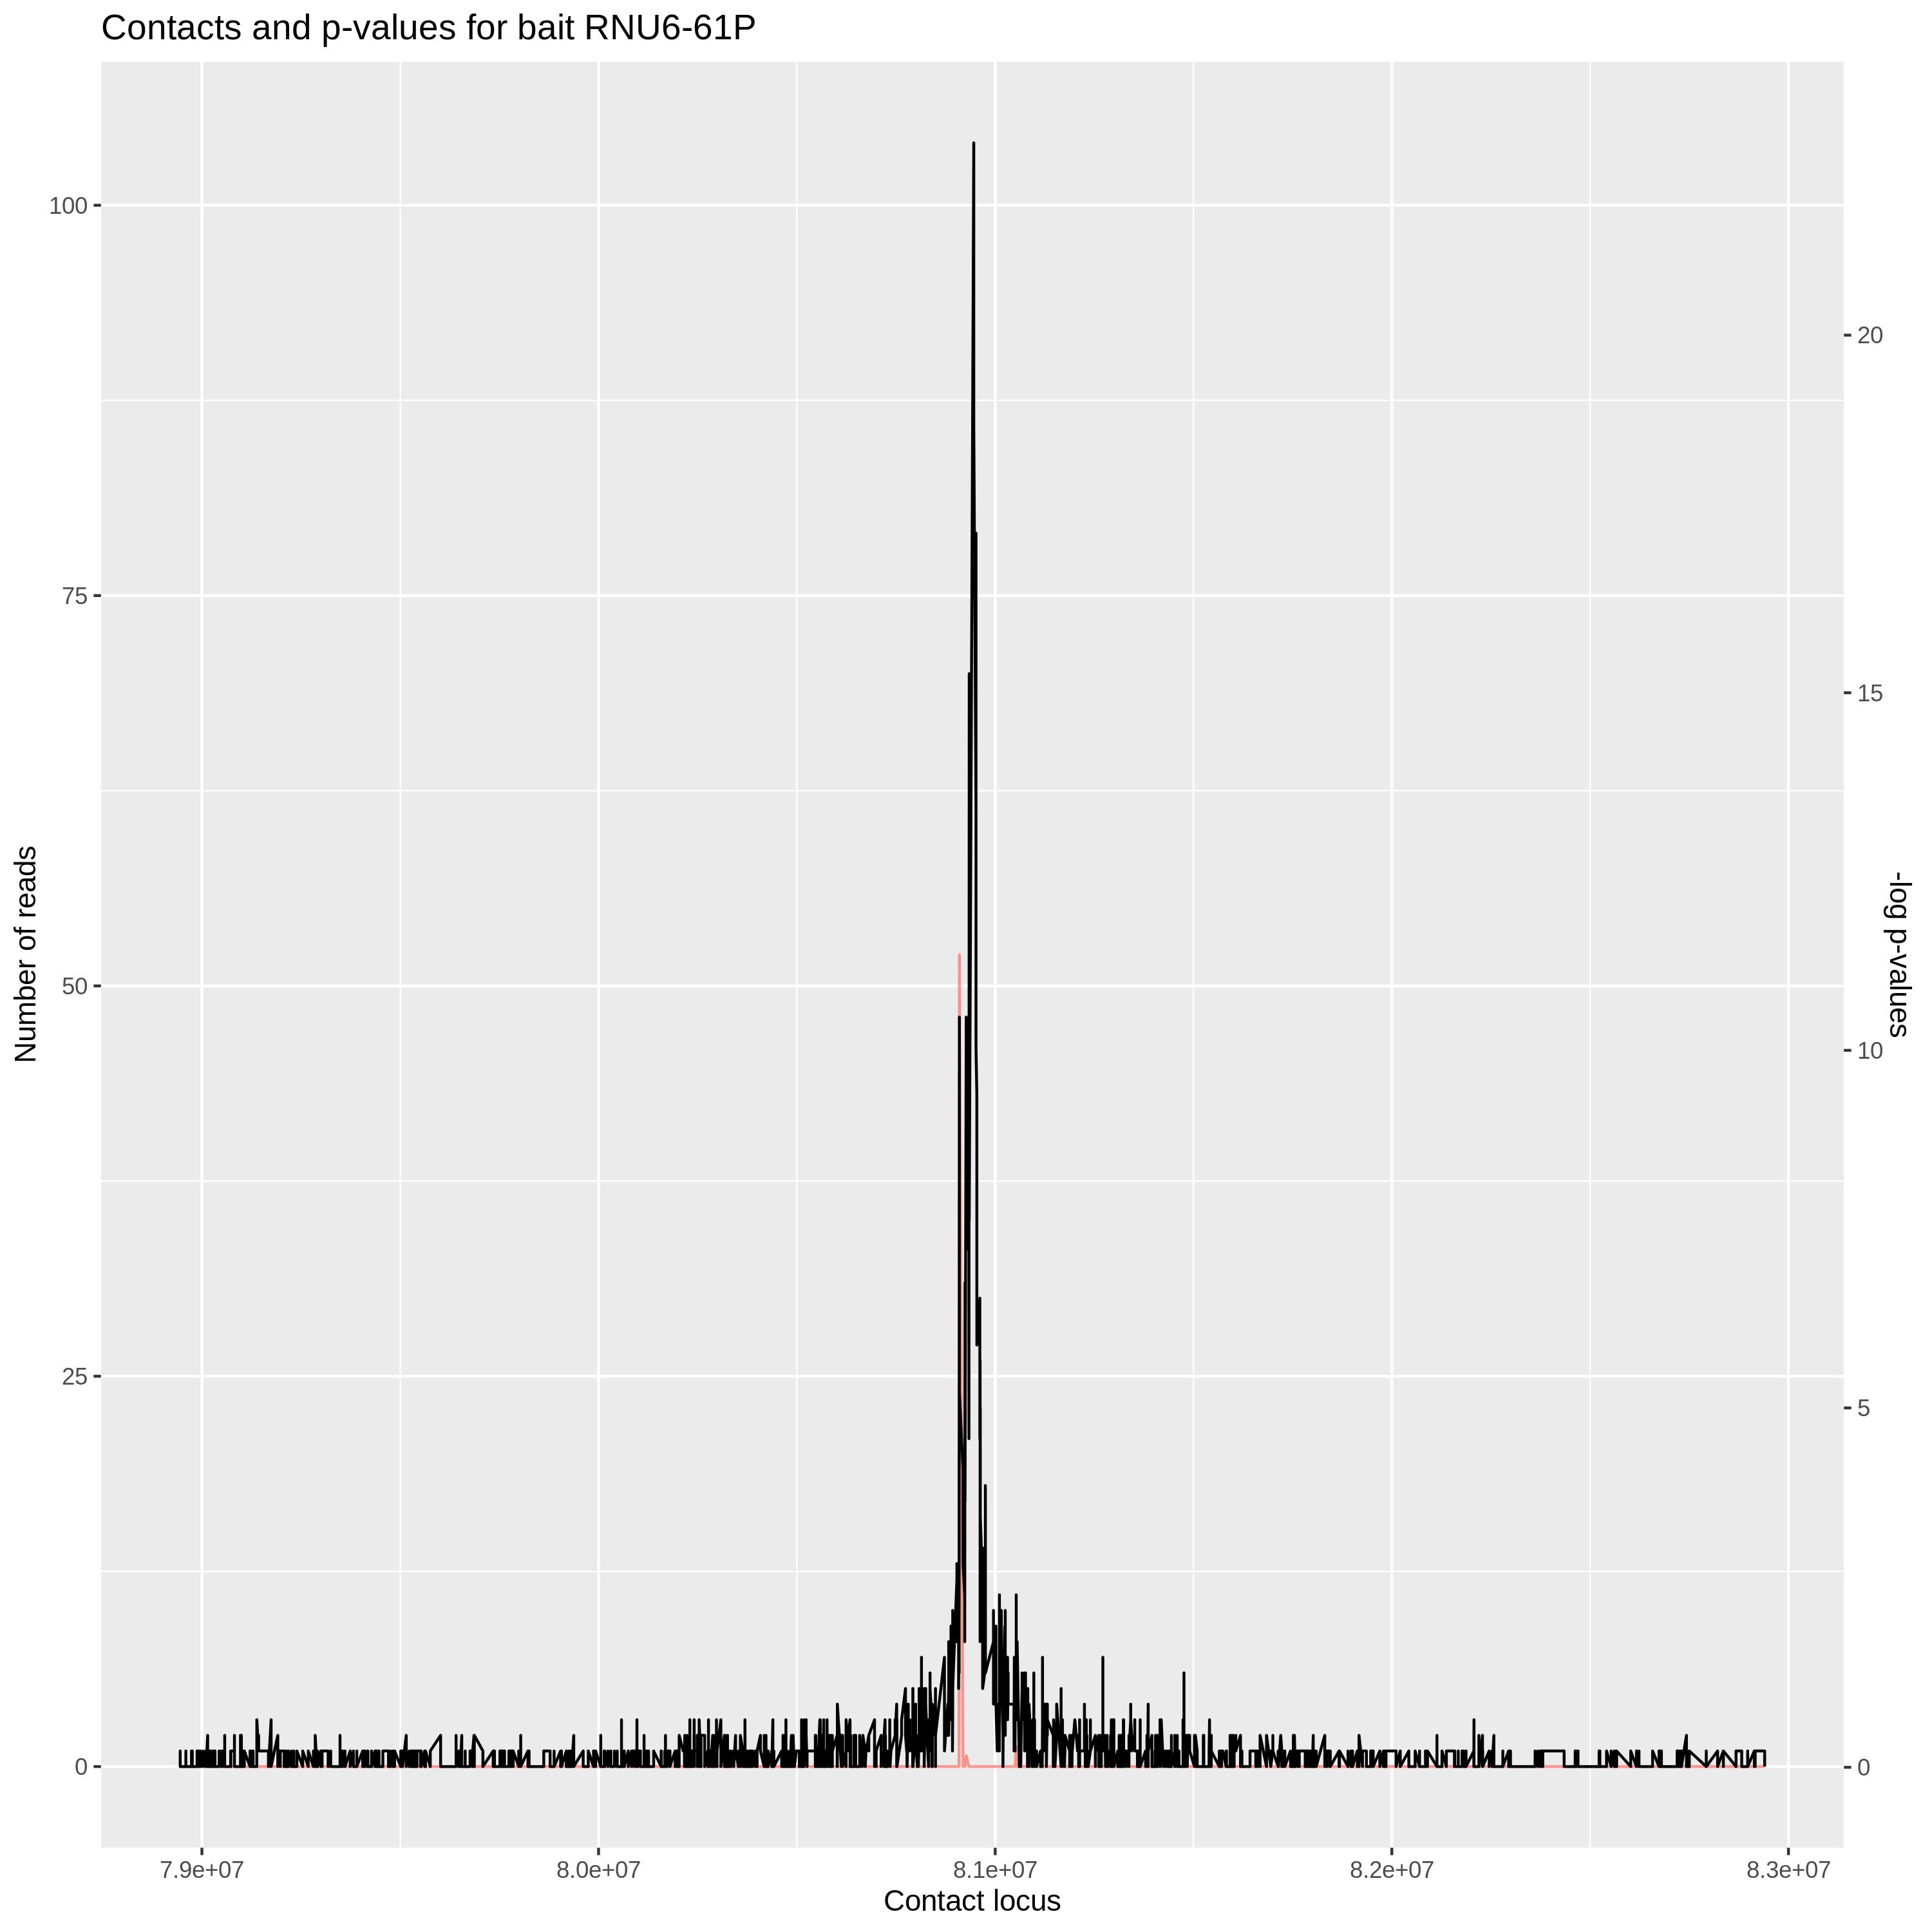 Contacts and p-values for bait RNU6-61P
100
75
50
25
0
Number of reads
20
15
10
5
0
-log p-values
7.9e+07 8.0e+07 8.1e+07 8.2e+07 8.3e+07
Contact locus